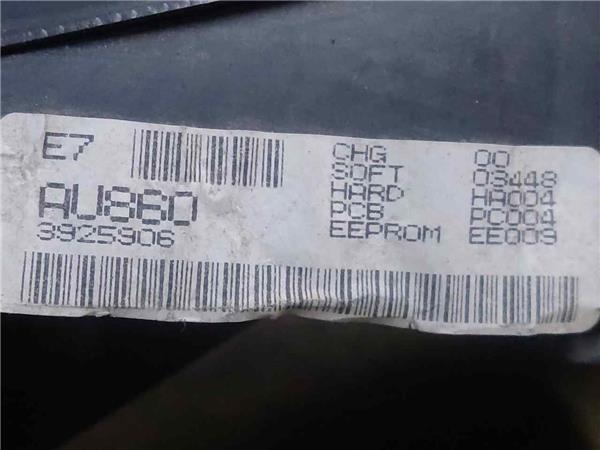 E7
AU860
3925906
CHG 00
SOFT 03448
HARD HA004
PCB PC004
EEPROM EE009